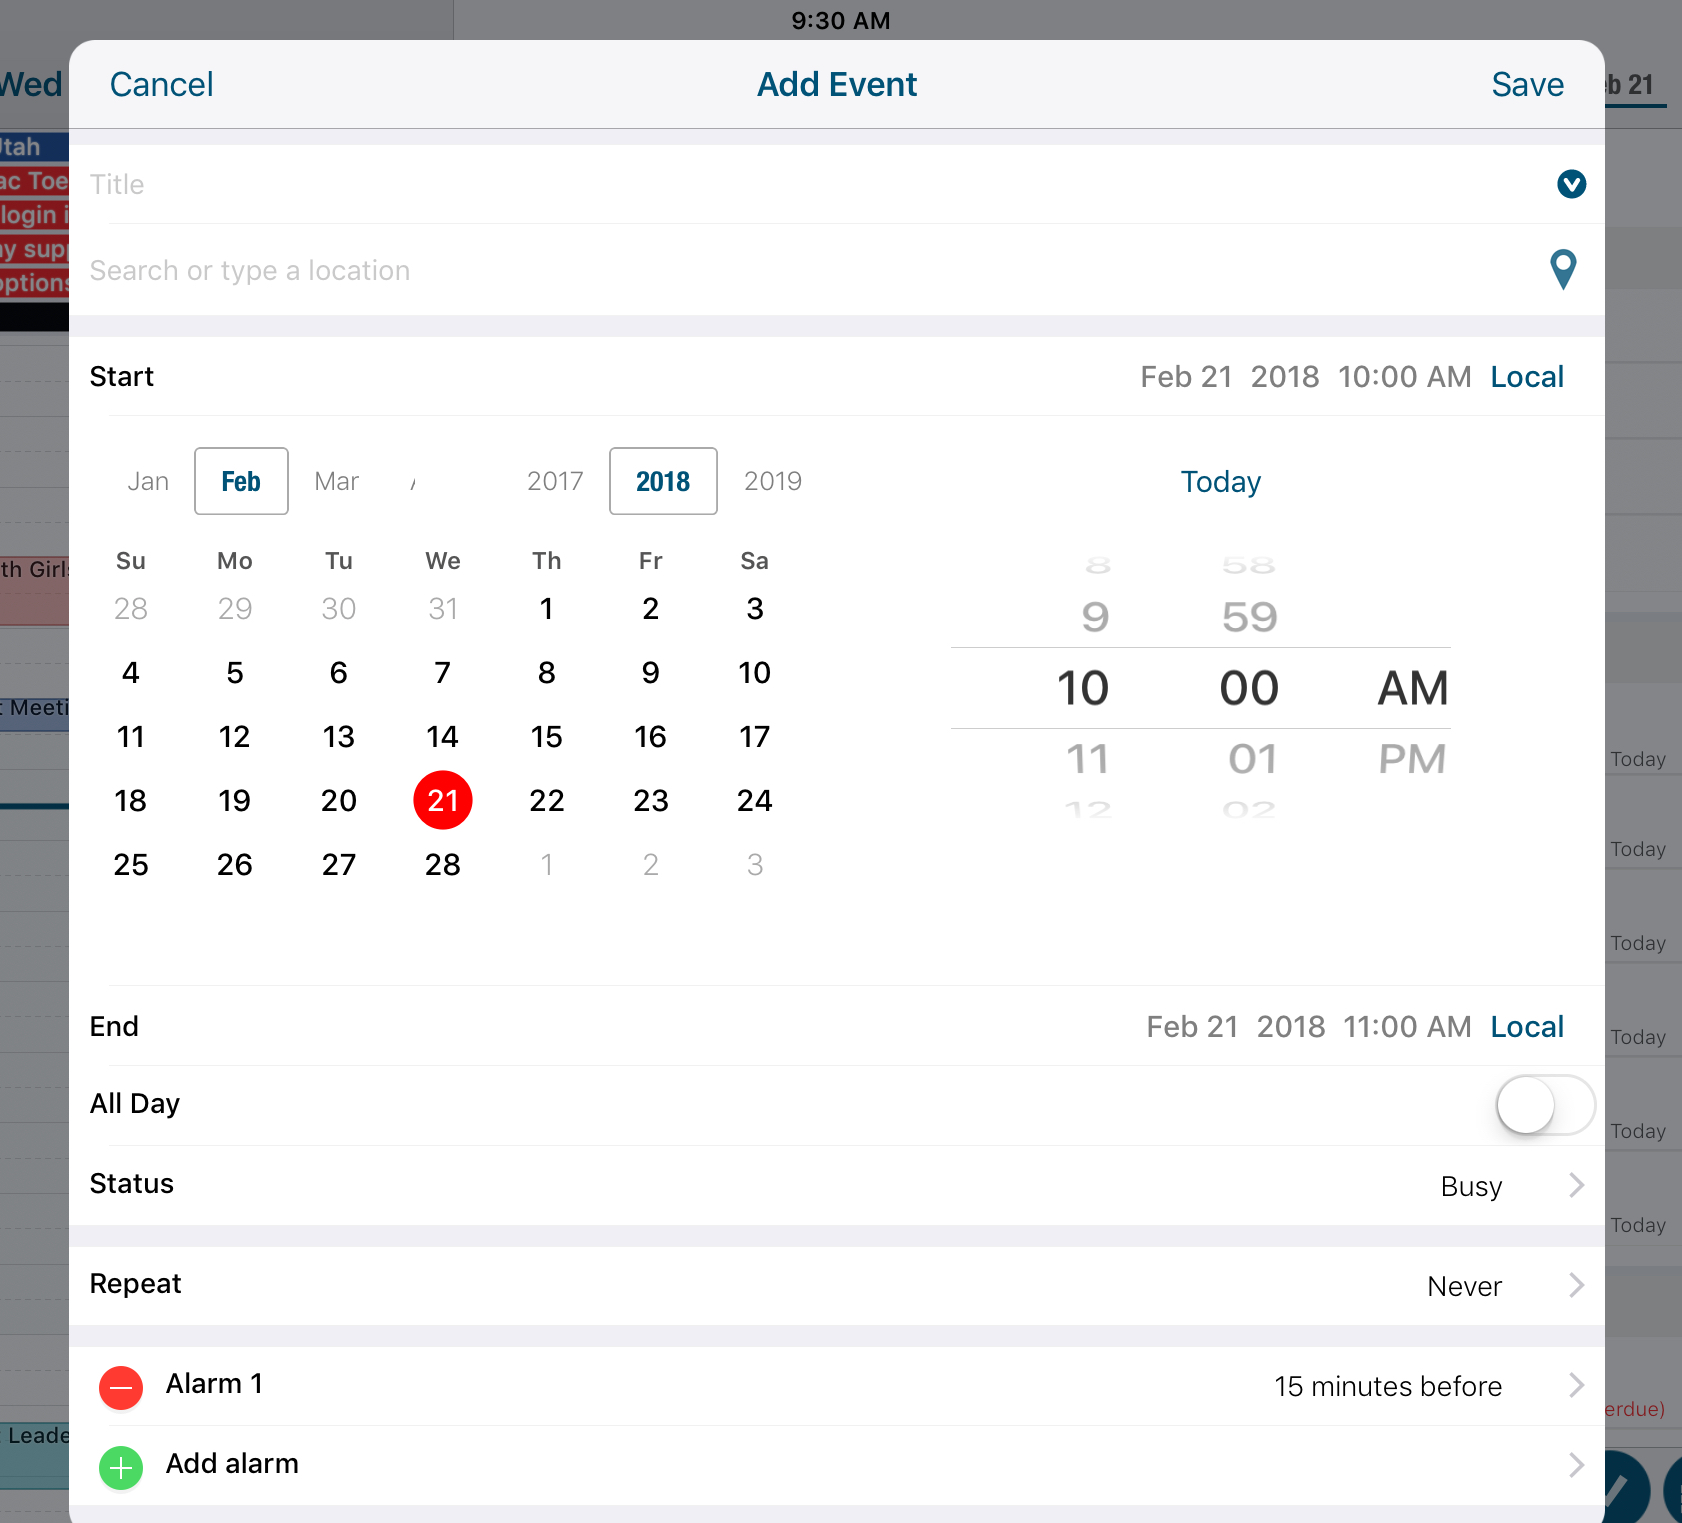 9:30 AM
Wed
Cancel
Add Event
Save
eb 21
Utah
ac Toe
login i
ny supp
options
Title
Search or type a location
Start
Feb 21 2018 10:00 AM Local
Jan Feb Mar 2017 2018 2019
Today
Su Mo Tu We Th Fr Sa
28 29 30 31 1 2 3
4 5 6 7 8 9 10
11 12 13 14 15 16 17
18 19 20 21 22 23 24
25 26 27 28 1 2 3
8 58
9 59
10 00 AM
11 01 PM
12 02
th Girls
t Meeti
Today
Today
Today
Today
Today
Today
End
Feb 21 2018 11:00 AM Local
All Day
Status
Busy
Repeat
Never
Alarm 1
15 minutes before
erdue)
Add alarm
t Leade